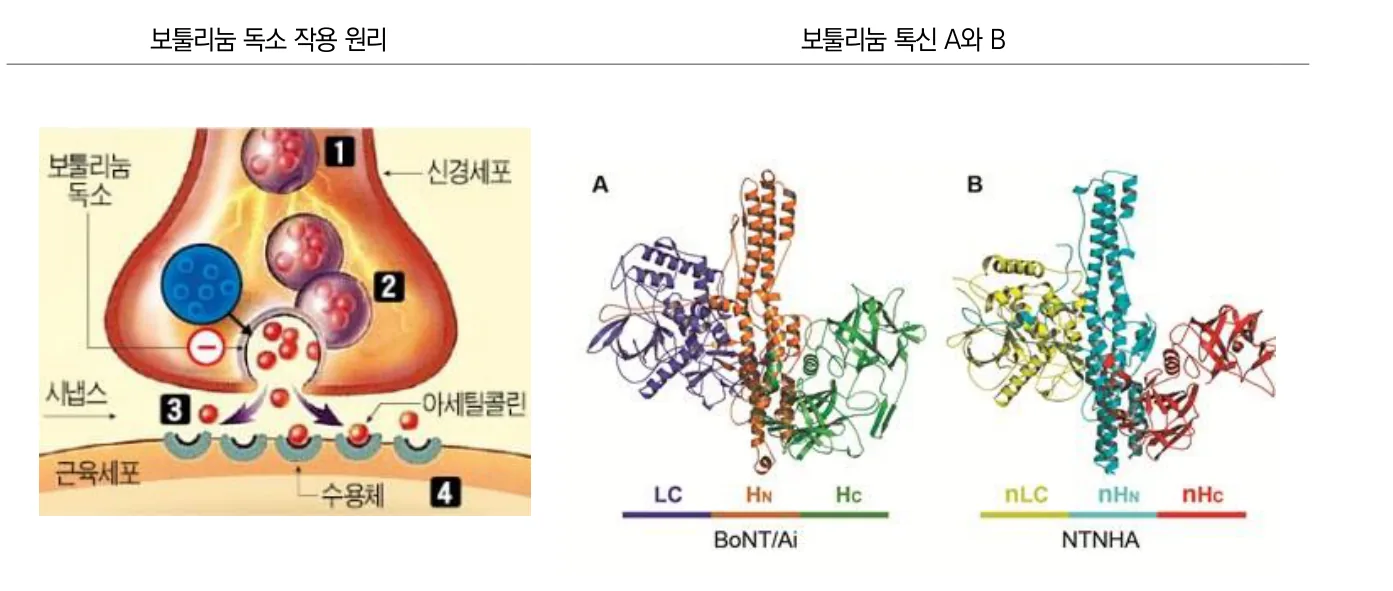 보툴리눔 독소 작용 원리
보툴리눔 톡신 A와 B
보툴리눔
독소
1
신경세포
2
시냅스
3
아세틸콜린
근육세포
수용체
4
A
B
LC HN HC
BoNT/Ai
nLC nHN nHC
NTNHA